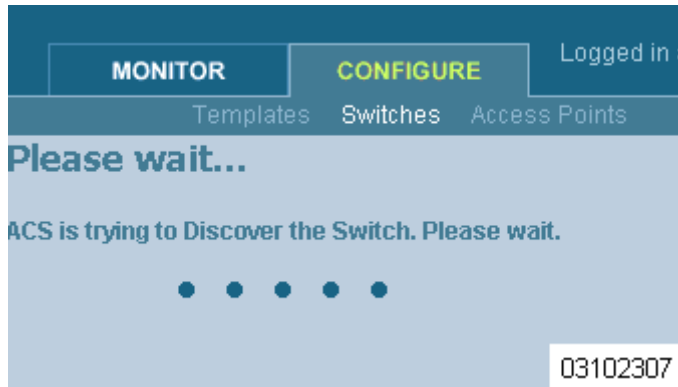 MONITOR CONFIGURE Logged in
Templates Switches Access Points
Please wait...
ACS is trying to Discover the Switch. Please wait.
03102307